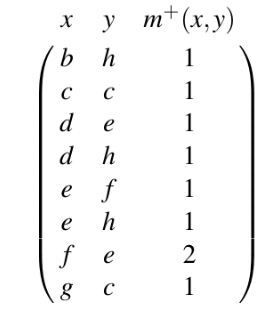 x y m⁺(x,y)
b h 1
c c 1
d e 1
d h 1
e f 1
e h 1
f e 2
g c 1